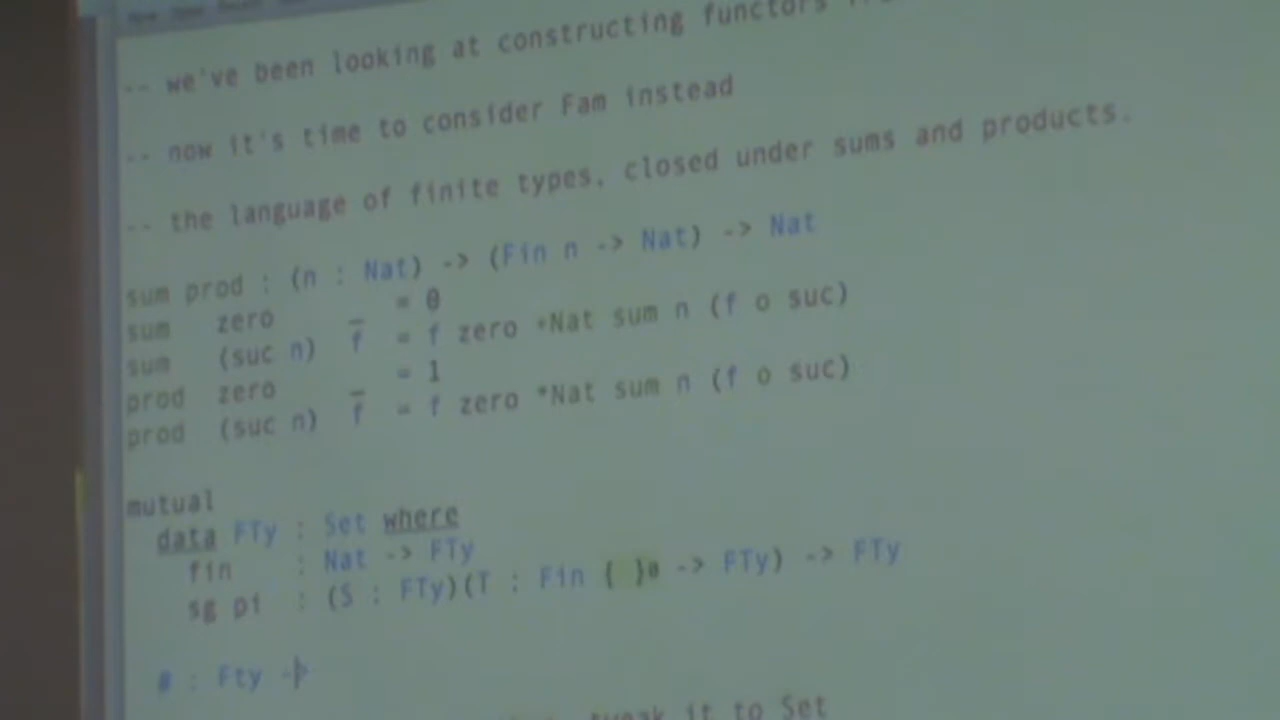 -- we've been looking at constructing functors
-- now it's time to consider Fam instead
-- the language of finite types, closed under sums and products.
sum prod : (n : Nat) -> (Fin n -> Nat) -> Nat
sum zero _ = 0
sum (suc n) f = f zero +Nat sum n (f o suc)
prod zero _ = 1
prod (suc n) f = f zero *Nat sum n (f o suc)
mutual
data FTy : Set where
fin : Nat -> FTy
sg pi : (S : FTy)(T : Fin { }0 -> FTy) -> FTy
# : Fty ->
tweak it to Set